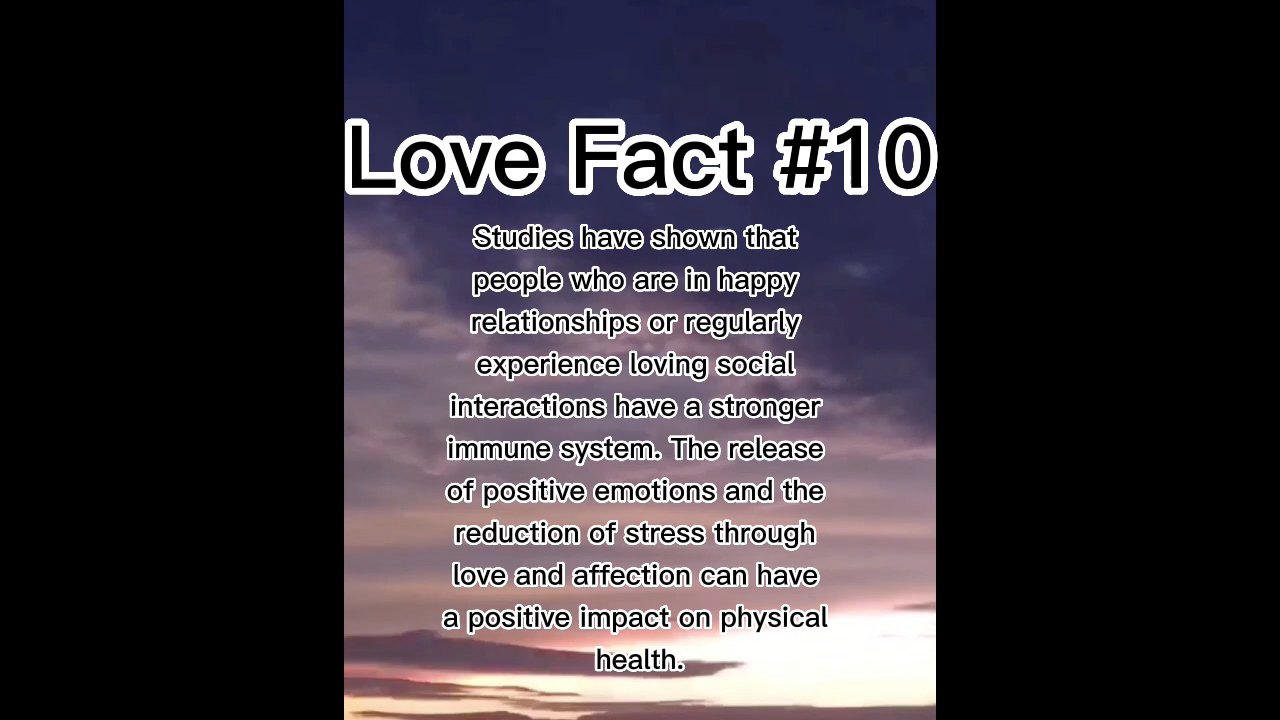 Love Fact #10
Studies have shown that
people who are in happy
relationships or regularly
experience loving social
interactions have a stronger
immune system. The release
of positive emotions and the
reduction of stress through
love and affection can have
a positive impact on physical
health.